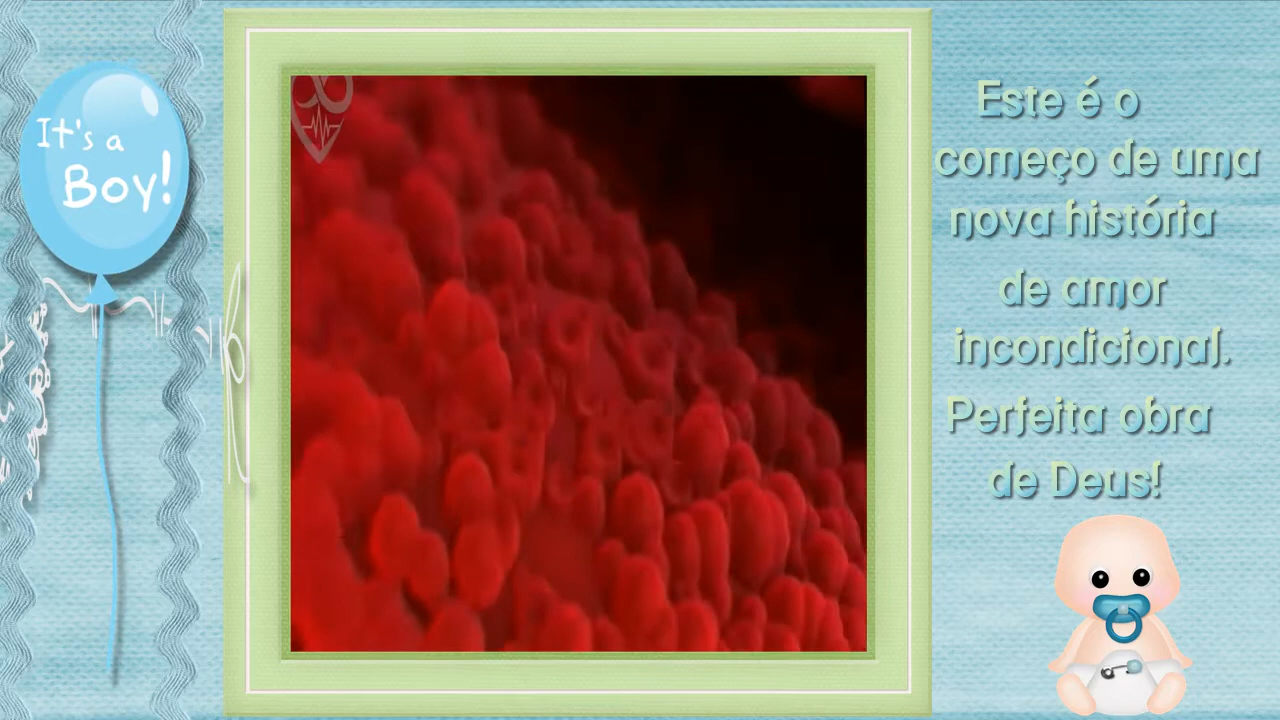 It's a
Boy!
Este é o
começo de uma
nova história
de amor
incondicional.
Perfeita obra
de Deus!